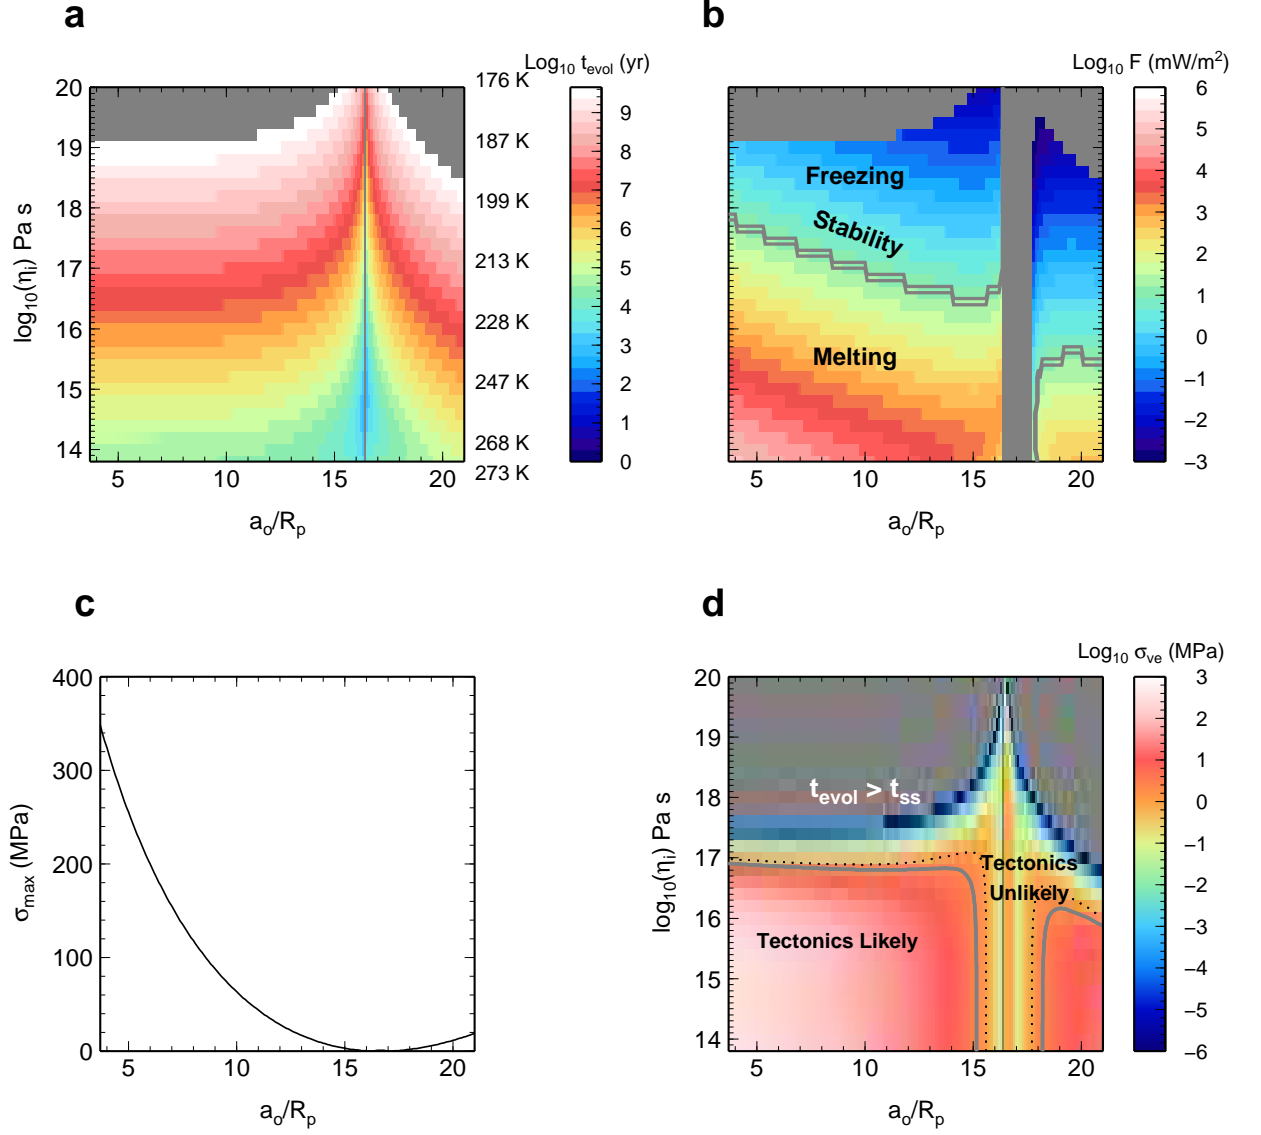 a
Log10 tevol (yr)
20
19
18
17
16
15
14
176 K
187 K
199 K
213 K
228 K
247 K
268 K
273 K
9
8
7
6
5
4
3
2
1
0
5 10 15 20
log10(ηi) Pa s
ao/Rp
b
Log10 F (mW/m2)
Freezing
Stability
Melting
6
5
4
3
2
1
0
−1
−2
−3
5 10 15 20
ao/Rp
c
400
300
200
100
0
σmax (MPa)
5 10 15 20
ao/Rp
d
Log10 σve (MPa)
20
19
18
17
16
15
14
log10(ηi) Pa s
tevol > tss
Tectonics
Unlikely
Tectonics Likely
3
2
1
0
−1
−2
−3
−4
−5
−6
5 10 15 20
ao/Rp